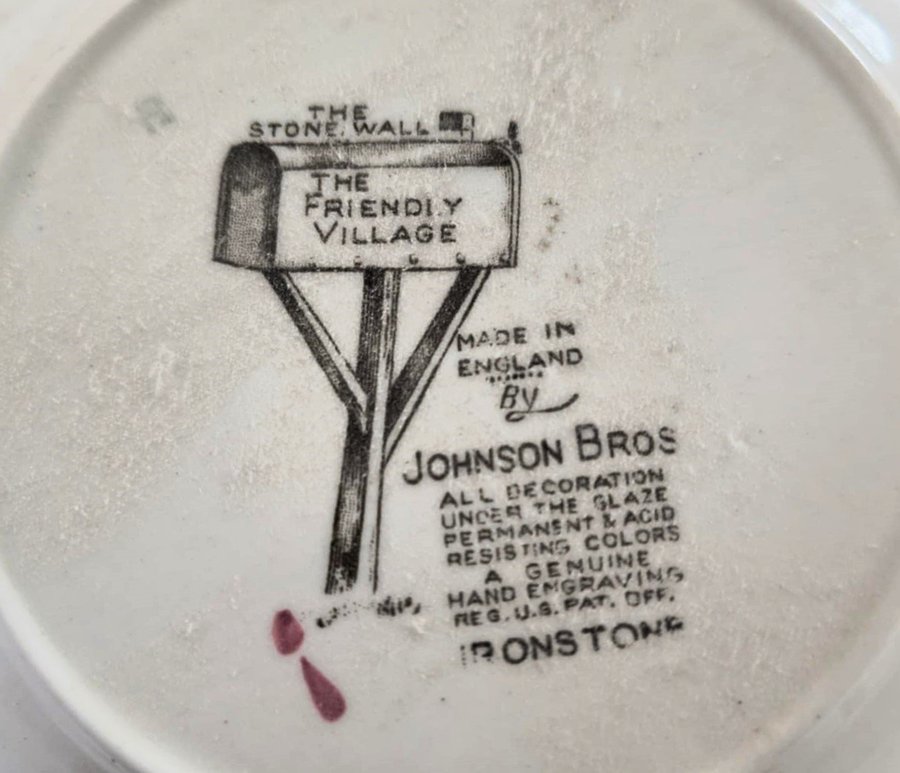 THE
STONE WALL
THE
FRIENDLY
VILLAGE
MADE IN
ENGLAND
By
JOHNSON BROS
ALL DECORATION
UNDER THE GLAZE
PERMANENT & ACID
RESISTING COLORS
A GENUINE
HAND ENGRAVING
REG. U.S. PAT. OFF.
IRONSTONE